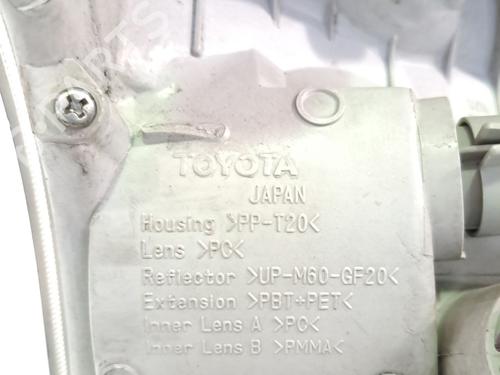 TOYOTA
JAPAN
Housing >PP-T20<
Lens >PC<
Reflector >UP-M60-GF20<
Extension >PBT+PET<
Inner Lens A >PC<
Inner Lens B >PMMA<